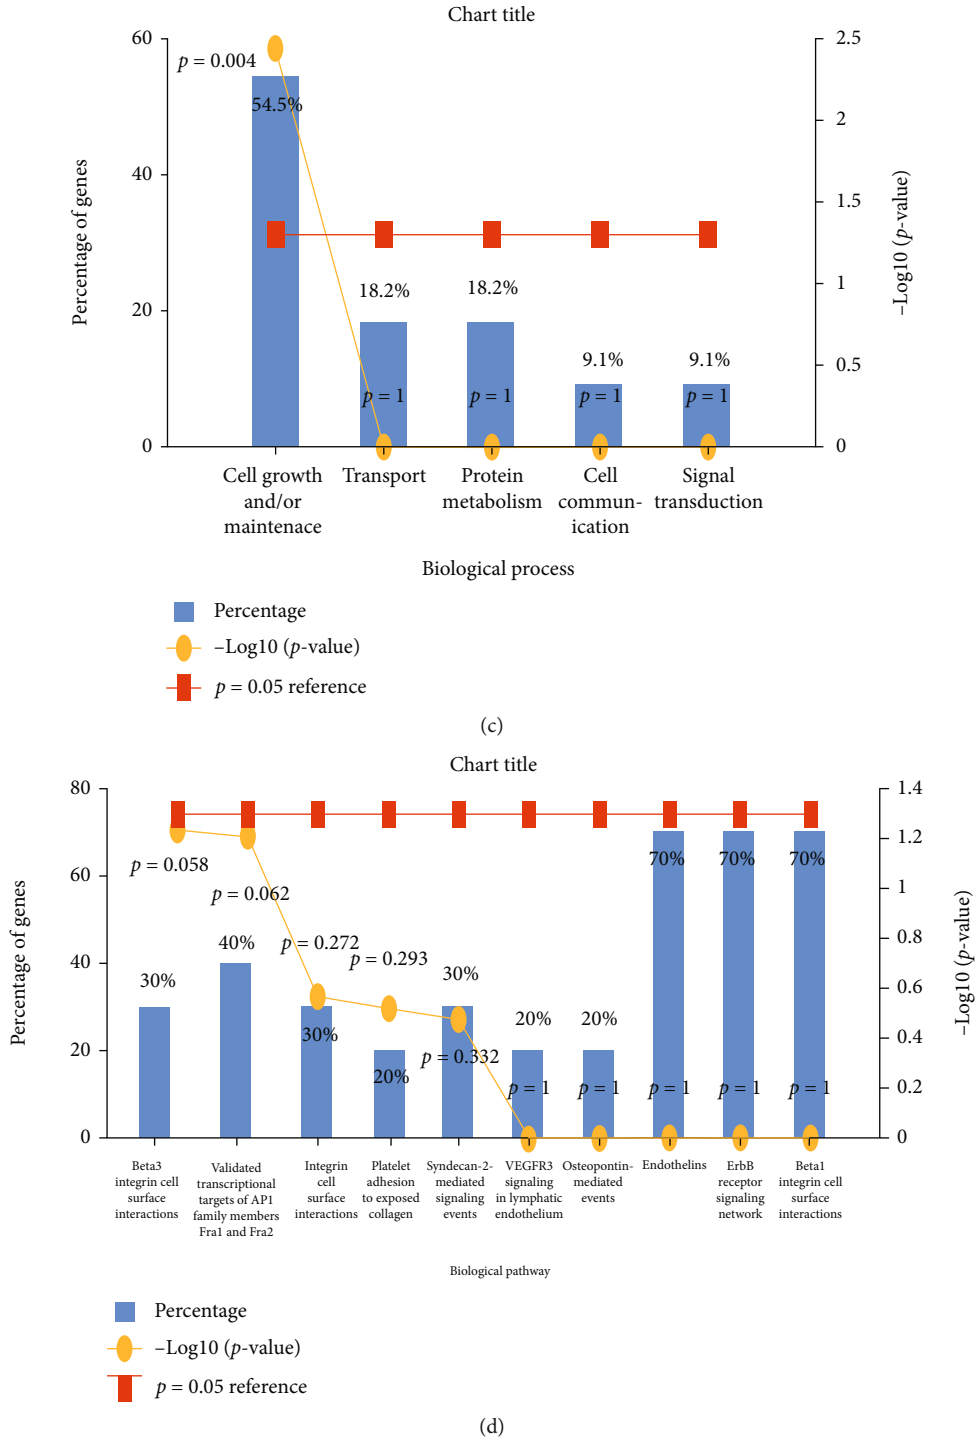 Chart title
60
40
20
0
Percentage of genes
2.5
2
1.5
1
0.5
0
–Log10 (p-value)
p = 0.004
54.5%
18.2%
18.2%
9.1%
9.1%
p = 1
p = 1
p = 1
p = 1
Cell growth
and/or
maintenace
Transport
Protein
metabolism
Cell
commun-
ication
Signal
transduction
Biological process
Percentage
–Log10 (p-value)
p = 0.05 reference
(c)
Chart title
80
60
40
20
0
Percentage of genes
1.4
1.2
1
0.8
0.6
0.4
0.2
0
–Log10 (p-value)
p = 0.058
p = 0.062
p = 0.272
p = 0.293
p = 0.332
p = 1
p = 1
p = 1
p = 1
p = 1
30%
40%
30%
20%
30%
20%
20%
70%
70%
70%
Beta3
integrin cell
surface
interactions
Validated
transcriptional
targets of AP1
family members
Fra1 and Fra2
Integrin
cell
surface
interactions
Platelet
adhesion
to exposed
collagen
Syndecan-2-
mediated
signaling
events
VEGFR3
signaling
in lymphatic
endothelium
Osteopontin-
mediated
events
Endothelins
ErbB
receptor
signaling
network
Beta1
integrin cell
surface
interactions
Biological pathway
Percentage
–Log10 (p-value)
p = 0.05 reference
(d)